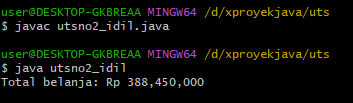 user@DESKTOP-GKBREAA MINGW64 /d/xproyekjava/uts
$ javac utsno2_idil.java
user@DESKTOP-GKBREAA MINGW64 /d/xproyekjava/uts
$ java utsno2_idil
Total belanja: Rp 388,450,000